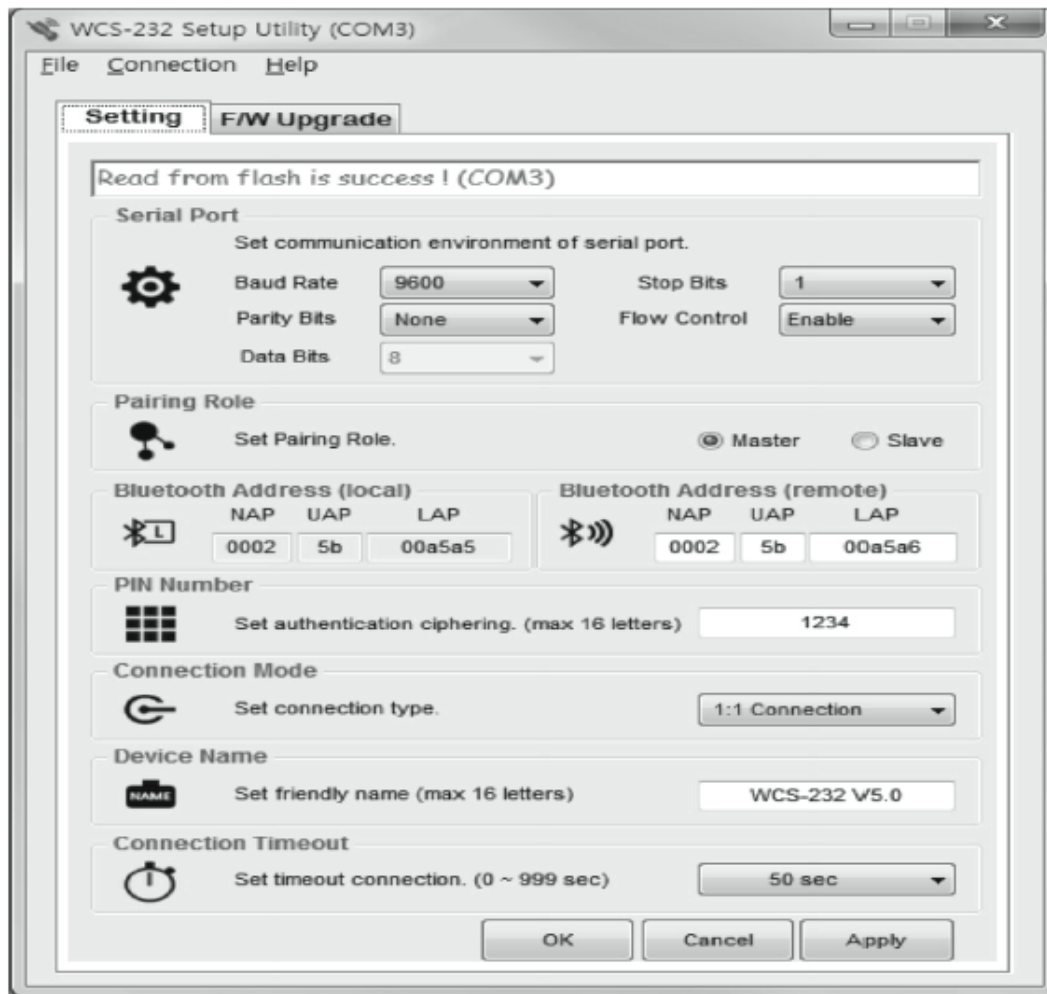 WCS-232 Setup Utility (COM3)
File Connection Help
Setting F/W Upgrade
Read from flash is success ! (COM3)
Serial Port
Set communication environment of serial port.
Baud Rate 9600 Stop Bits 1
Parity Bits None Flow Control Enable
Data Bits 8
Pairing Role
Set Pairing Role. Master Slave
Bluetooth Address (local) Bluetooth Address (remote)
NAP UAP LAP NAP UAP LAP
L 0002 5b 00a5a5 0002 5b 00a5a6
PIN Number
Set authentication ciphering. (max 16 letters) 1234
Connection Mode
Set connection type. 1:1 Connection
Device Name
NAME Set friendly name (max 16 letters) WCS-232 V5.0
Connection Timeout
Set timeout connection. (0 ~ 999 sec) 50 sec
OK Cancel Apply